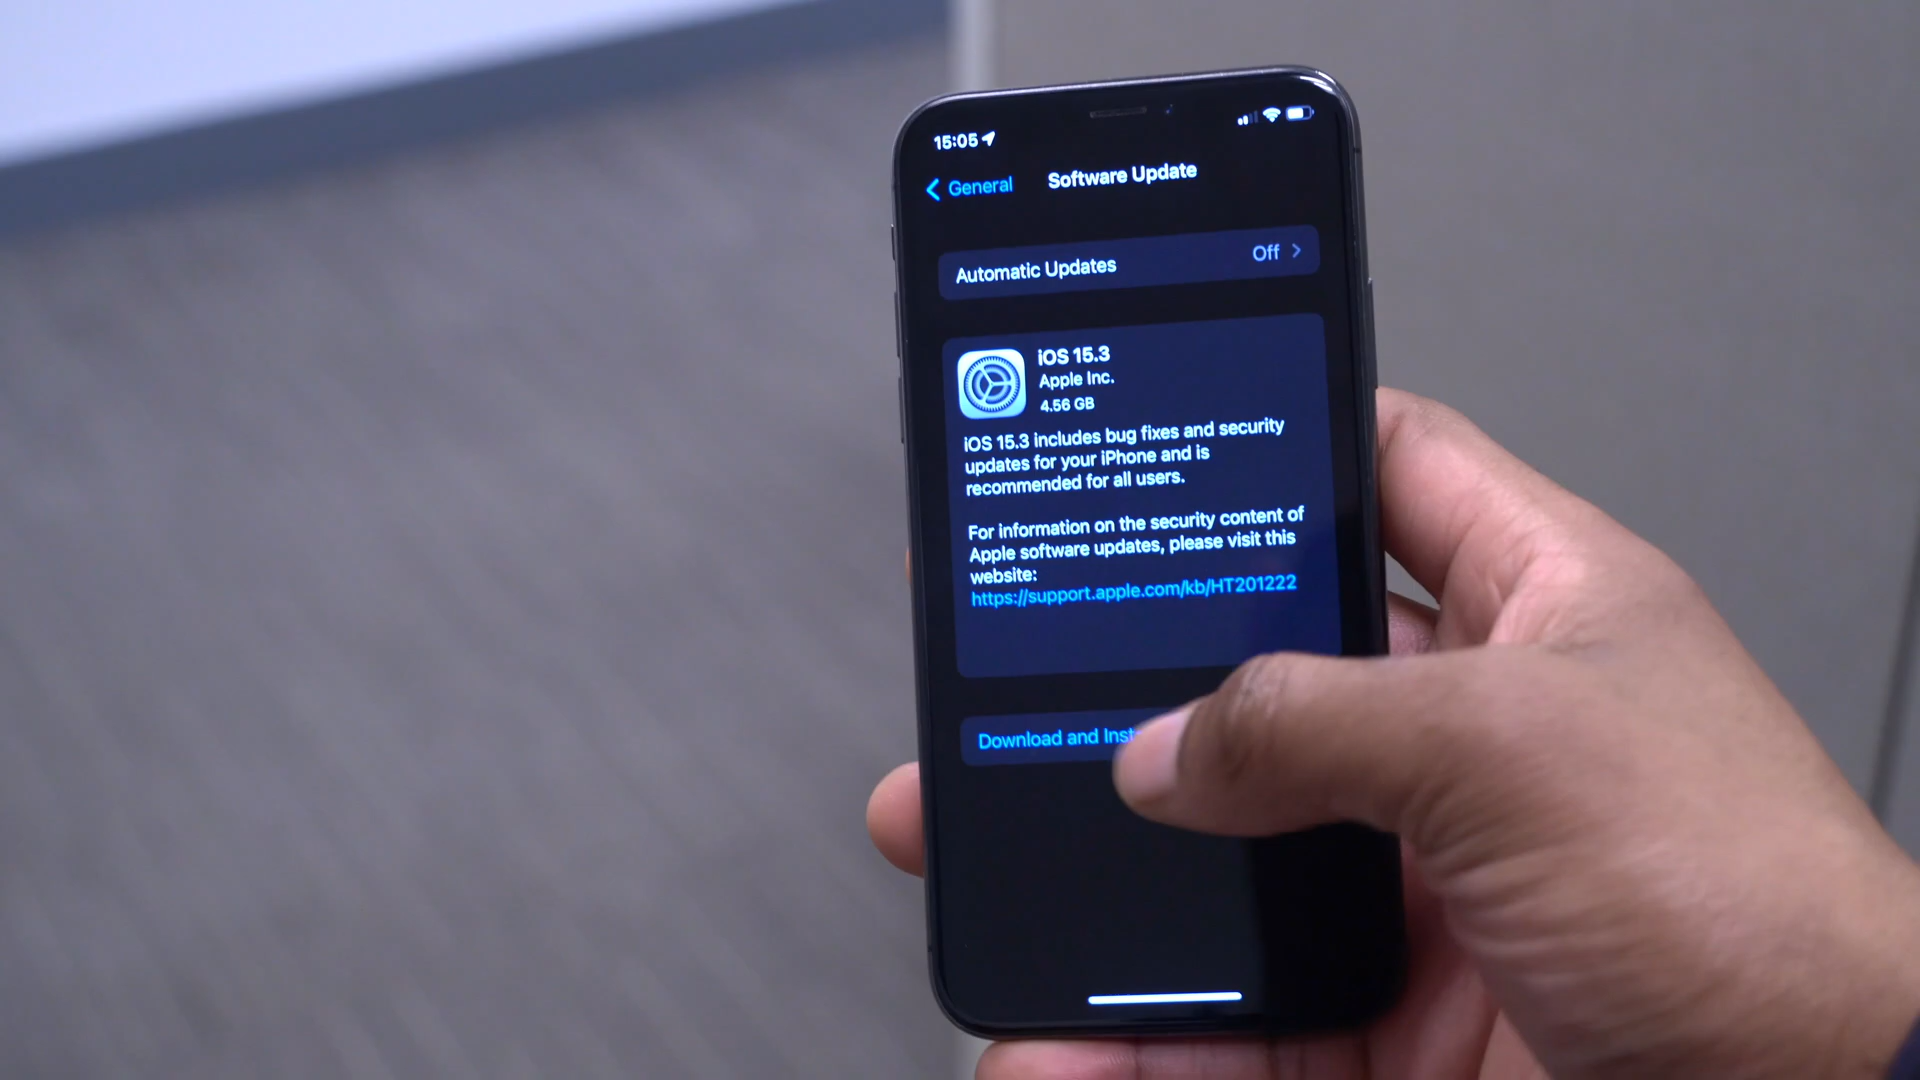 15:05
General
Software Update
Automatic Updates
Off
iOS 15.3
Apple Inc.
4.56 GB
iOS 15.3 includes bug fixes and security
updates for your iPhone and is
recommended for all users.
For information on the security content of
Apple software updates, please visit this
website:
https://support.apple.com/kb/HT201222
Download and Inst